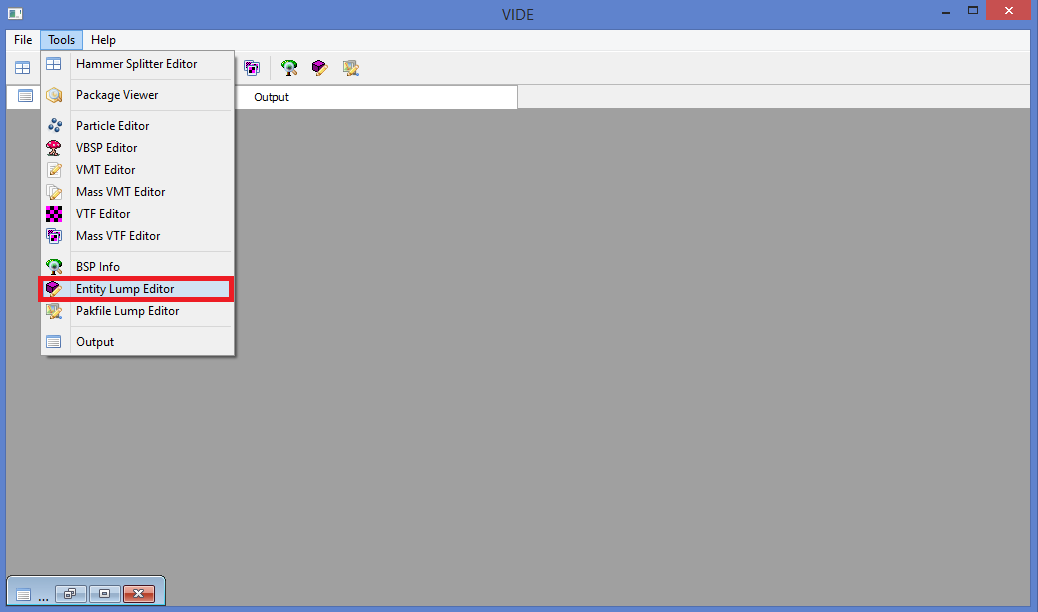 VIDE
File Tools Help
Hammer Splitter Editor
Package Viewer
Output
Particle Editor
VBSP Editor
VMT Editor
Mass VMT Editor
VTF Editor
Mass VTF Editor
BSP Info
Entity Lump Editor
Pakfile Lump Editor
Output
...